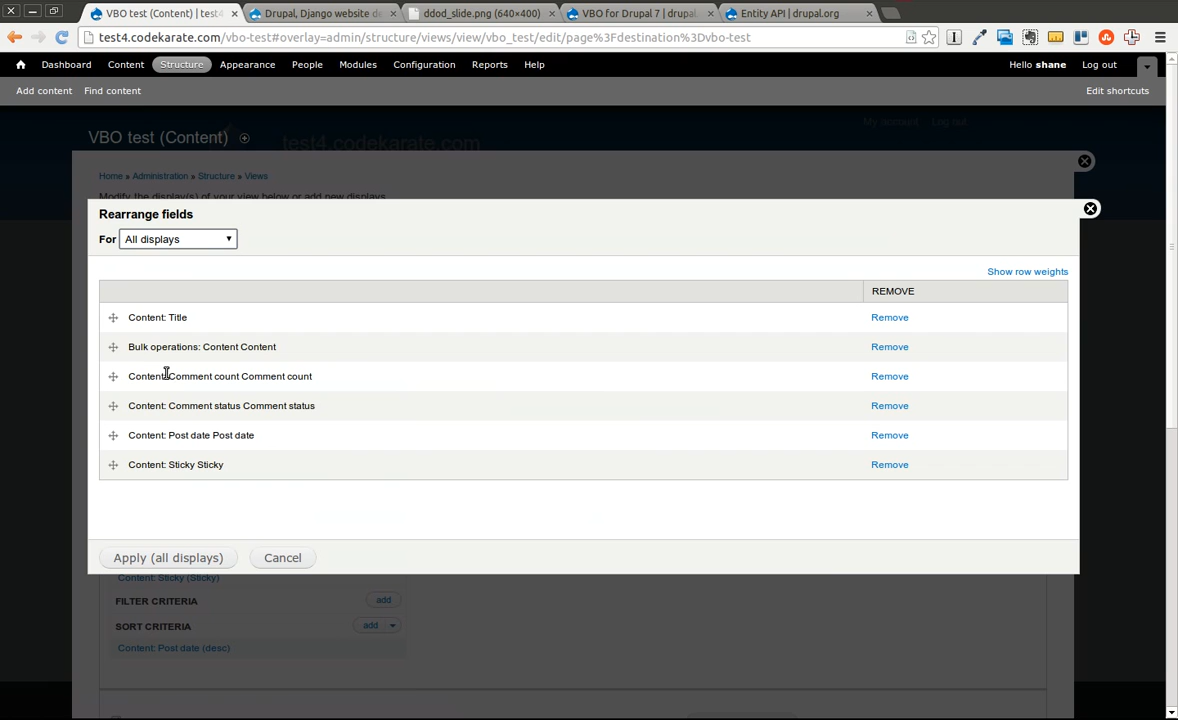 VBO test (Content) | test4
Drupal, Django website de
ddod_slide.png (640×400)
VBO for Drupal 7 | drupal.
Entity API | drupal.org
test4.codekarate.com/vbo-test#overlay=admin/structure/views/view/vbo_test/edit/page%3Fdestination%3Dvbo-test
Dashboard Content Structure Appearance People Modules Configuration Reports Help
Hello shane Log out
Add content Find content
Edit shortcuts
My account Log out
VBO test (Content)
test4.codekarate.com
Home » Administration » Structure » Views
Modify the display(s) of your view below or add new displays.
Rearrange fields
For All displays
Show row weights
REMOVE
Content: Title Remove
Bulk operations: Content Content Remove
Content: Comment count Comment count Remove
Content: Comment status Comment status Remove
Content: Post date Post date Remove
Content: Sticky Sticky Remove
Apply (all displays) Cancel
Content: Sticky (Sticky)
FILTER CRITERIA add
SORT CRITERIA add
Content: Post date (desc)